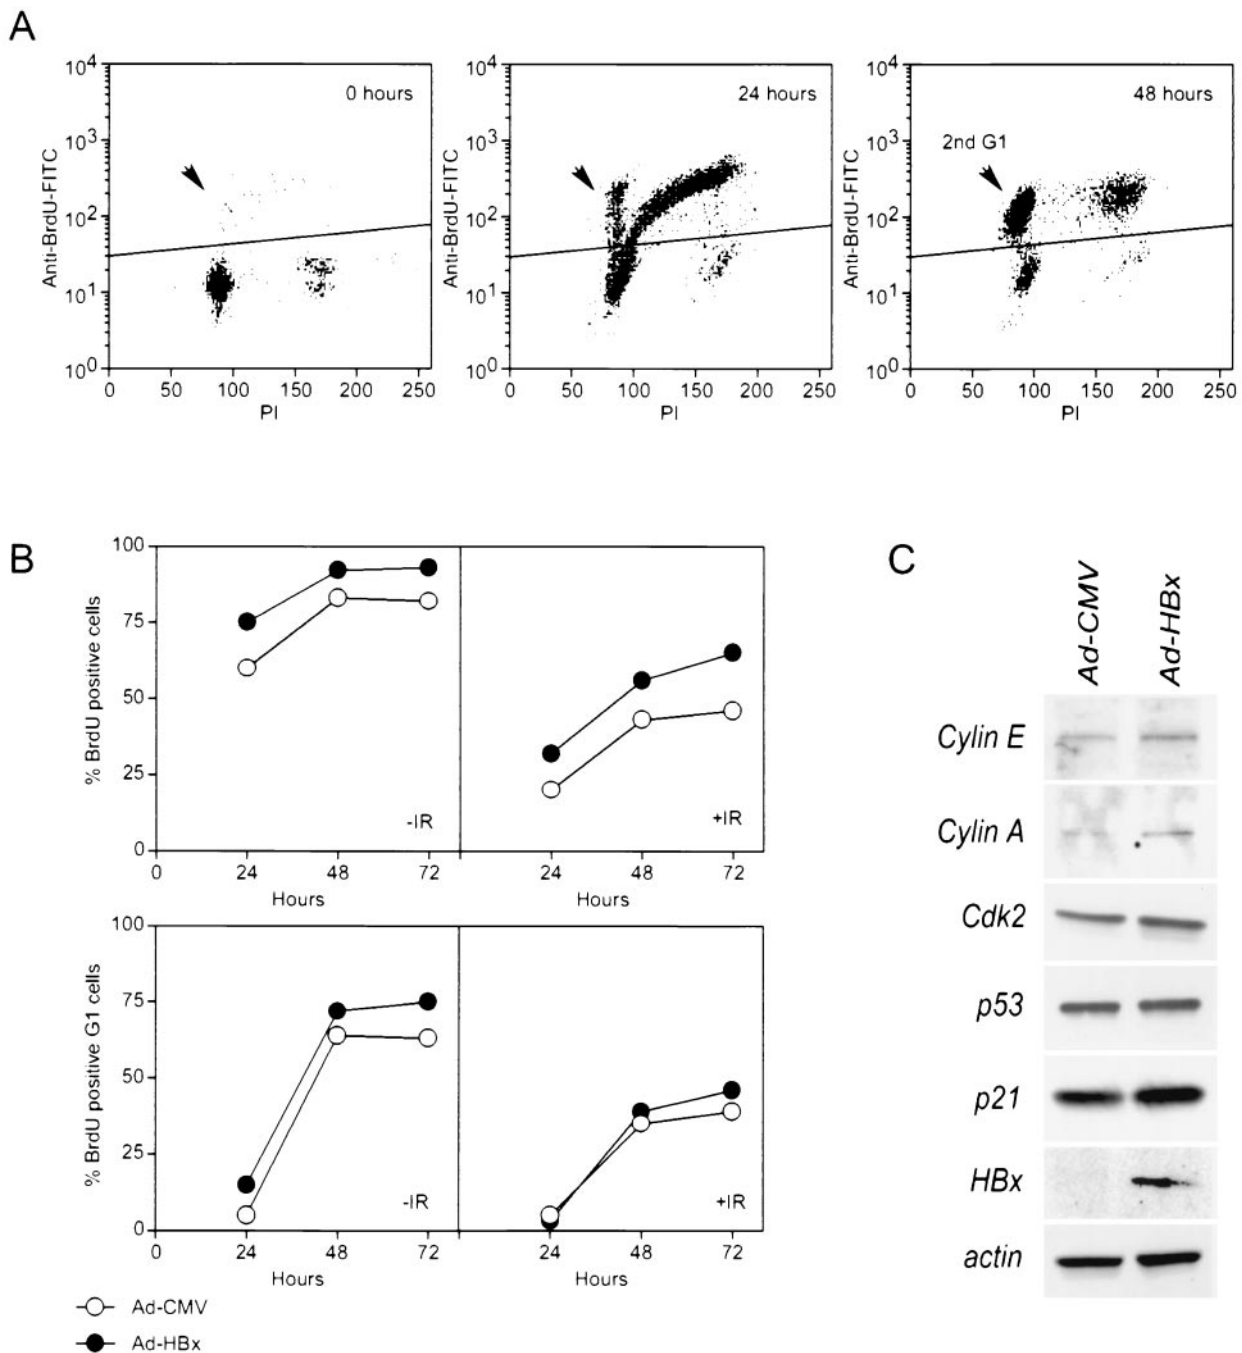 A
0 hours
10^4
10^3
10^2
10^1
10^0
Anti-BrdU-FITC
0 50 100 150 200 250
PI
24 hours
10^4
10^3
10^2
10^1
10^0
Anti-BrdU-FITC
0 50 100 150 200 250
PI
48 hours
2nd G1
10^4
10^3
10^2
10^1
10^0
Anti-BrdU-FITC
0 50 100 150 200 250
PI
B
100
75
50
25
0
% BrdU positive cells
-IR
+IR
0 24 48 72 24 48 72
Hours Hours
100
75
50
25
0
% BrdU positive G1 cells
-IR
+IR
0 24 48 72 24 48 72
Hours Hours
Ad-CMV
Ad-HBx
C
Ad-CMV
Ad-HBx
Cylin E
Cylin A
Cdk2
p53
p21
HBx
actin